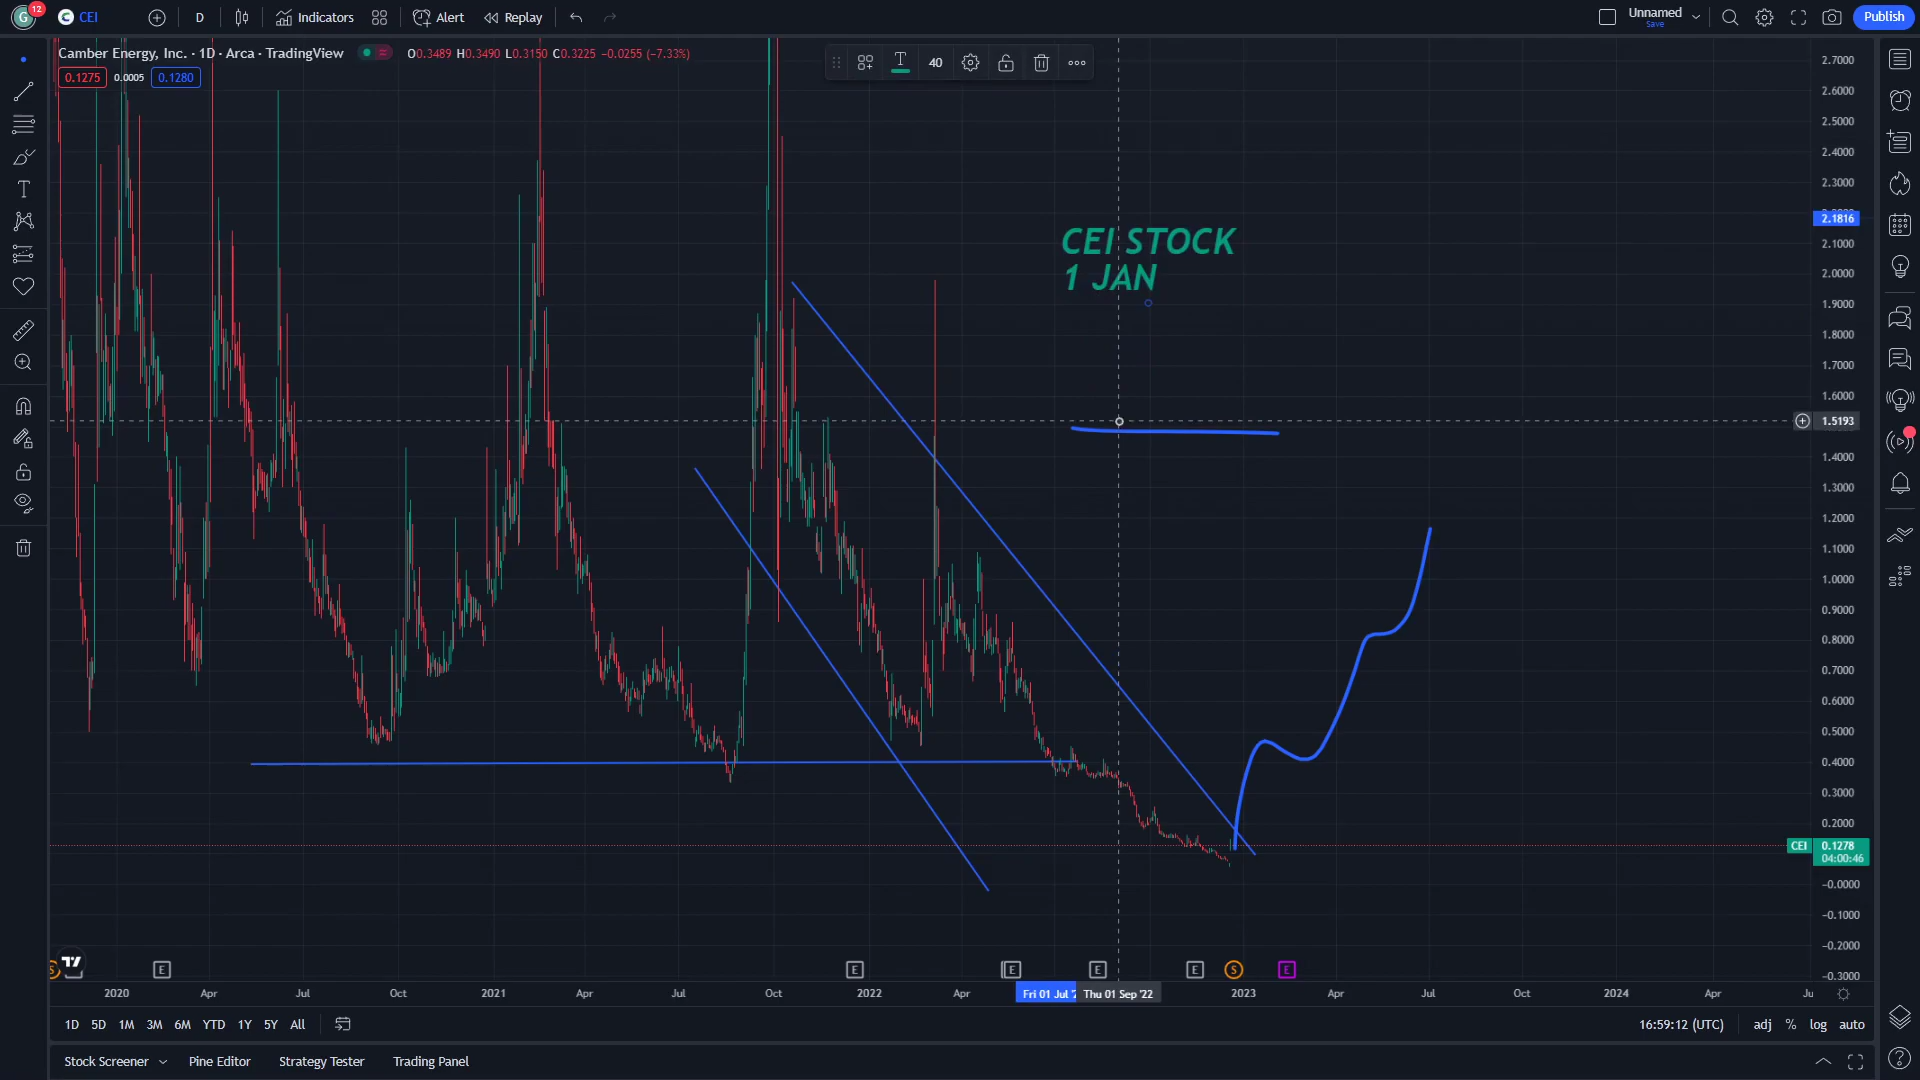 G 12 CEI D Indicators Alert Replay Unnamed Save Publish
Camber Energy, Inc. · 1D · Arca · TradingView O0.3489 H0.3490 L0.3150 C0.3225 −0.0255 (−7.33%)
0.1275 0.0005 0.1280
T 40
CEI STOCK
1 JAN
2.7000
2.6000
2.5000
2.4000
2.3000
2.1816
2.1000
2.0000
1.9000
1.8000
1.7000
1.6000
1.5193
1.4000
1.3000
1.2000
1.1000
1.0000
0.9000
0.8000
0.7000
0.6000
0.5000
0.4000
0.3000
0.2000
CEI 0.1278
04:00:46
−0.0000
−0.1000
−0.2000
−0.3000
E E E E E S E
2020 Apr Jul Oct 2021 Apr Jul Oct 2022 Apr Fri 01 Jul '2 Thu 01 Sep '22 2023 Apr Jul Oct 2024 Apr Ju
1D 5D 1M 3M 6M YTD 1Y 5Y All 16:59:12 (UTC) adj % log auto
Stock Screener Pine Editor Strategy Tester Trading Panel